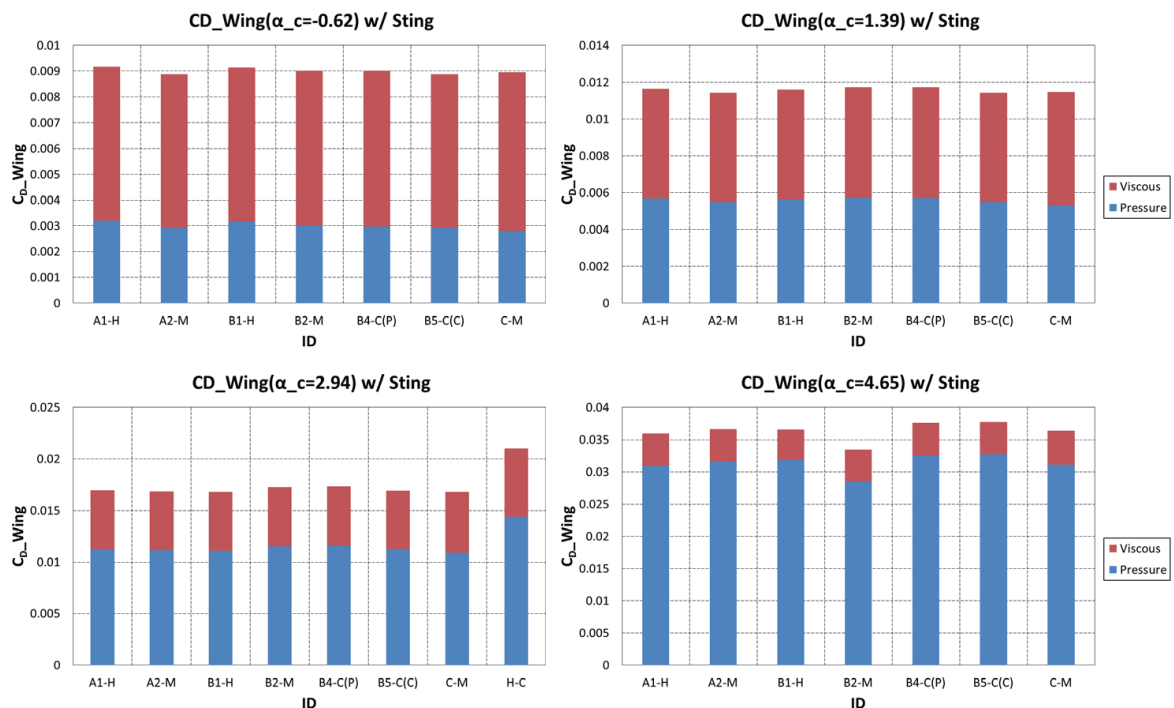 CD_Wing(α_c=-0.62) w/ Sting
0.01
0.009
0.008
0.007
0.006
0.005
0.004
0.003
0.002
0.001
0
C_D_Wing
A1-H A2-M B1-H B2-M B4-C(P) B5-C(C) C-M
ID
CD_Wing(α_c=1.39) w/ Sting
0.014
0.012
0.01
0.008
0.006
0.004
0.002
0
C_D_Wing
A1-H A2-M B1-H B2-M B4-C(P) B5-C(C) C-M
ID
Viscous
Pressure
CD_Wing(α_c=2.94) w/ Sting
0.025
0.02
0.015
0.01
0.005
0
C_D_Wing
A1-H A2-M B1-H B2-M B4-C(P) B5-C(C) C-M H-C
ID
CD_Wing(α_c=4.65) w/ Sting
0.04
0.035
0.03
0.025
0.02
0.015
0.01
0.005
0
C_D_Wing
A1-H A2-M B1-H B2-M B4-C(P) B5-C(C) C-M
ID
Viscous
Pressure